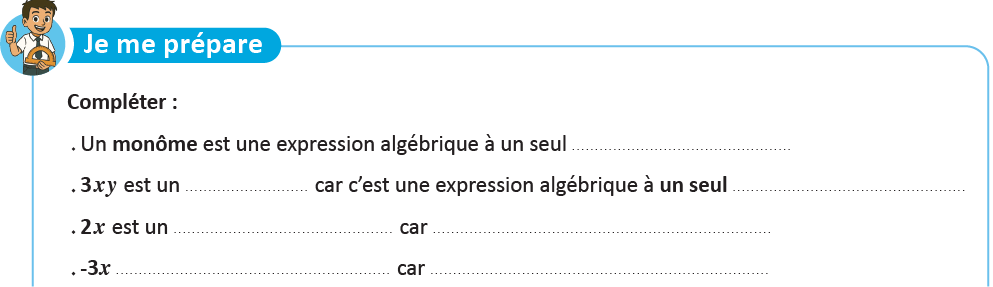 Je me prépare
Compléter :
. Un monôme est une expression algébrique à un seul ................................................
. 3xy est un ........................... car c’est une expression algébrique à un seul ...................................................
. 2x est un ................................................ car ..........................................................................
. -3x ............................................................ car ..........................................................................